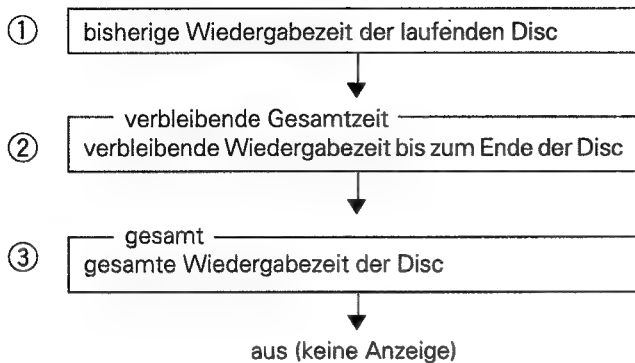 ① bisherige Wiedergabezeit der laufenden Disc
verbleibende Gesamtzeit
② verbleibende Wiedergabezeit bis zum Ende der Disc
gesamt
③ gesamte Wiedergabezeit der Disc
aus (keine Anzeige)